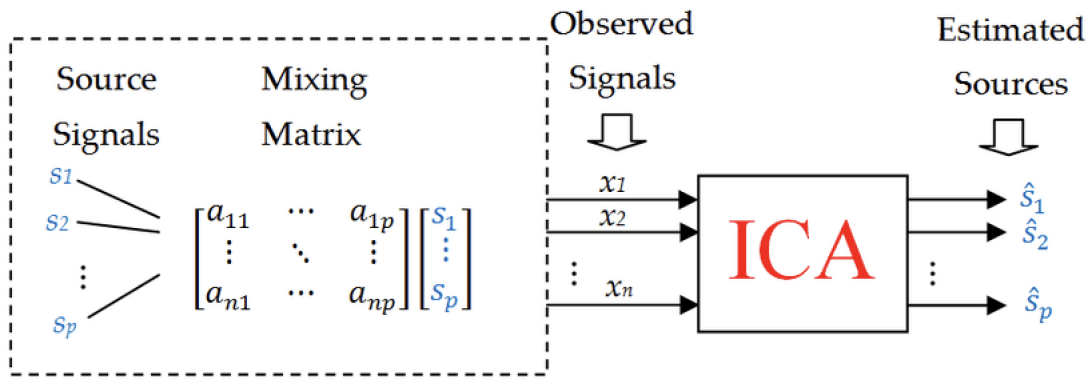 Source Mixing
Signals Matrix
s1
s2
⋮
sp
[a11 ⋯ a1p] [s1]
[⋮ ⋱ ⋮] [⋮]
[an1 ⋯ anp] [sp]
Observed
Signals
x1
x2
⋮
xn
ICA
Estimated
Sources
ŝ1
ŝ2
⋮
ŝp